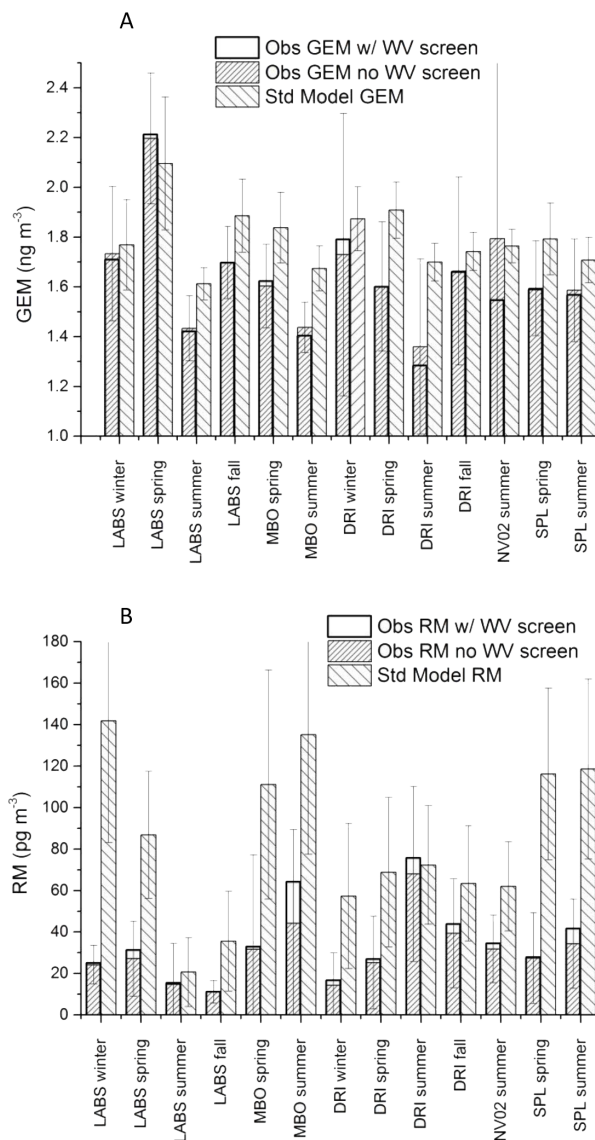 A
Obs GEM w/ WV screen
Obs GEM no WV screen
Std Model GEM
2.4
2.2
2.0
1.8
1.6
1.4
1.2
1.0
GEM (ng m⁻³)
LABS winter
LABS spring
LABS summer
LABS fall
MBO spring
MBO summer
DRI winter
DRI spring
DRI summer
DRI fall
NV02 summer
SPL spring
SPL summer
B
Obs RM w/ WV screen
Obs RM no WV screen
Std Model RM
180
160
140
120
100
80
60
40
20
0
RM (pg m⁻³)
LABS winter
LABS spring
LABS summer
LABS fall
MBO spring
MBO summer
DRI winter
DRI spring
DRI summer
DRI fall
NV02 summer
SPL spring
SPL summer